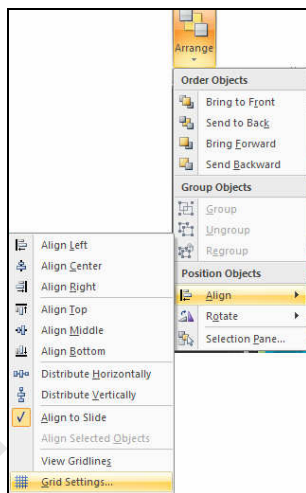 Arrange
Order Objects
Bring to Front
Send to Back
Bring Forward
Send Backward
Group Objects
Group
Ungroup
Regroup
Position Objects
Align
Rotate
Selection Pane...
Align Left
Align Center
Align Right
Align Top
Align Middle
Align Bottom
Distribute Horizontally
Distribute Vertically
Align to Slide
Align Selected Objects
View Gridlines
Grid Settings...